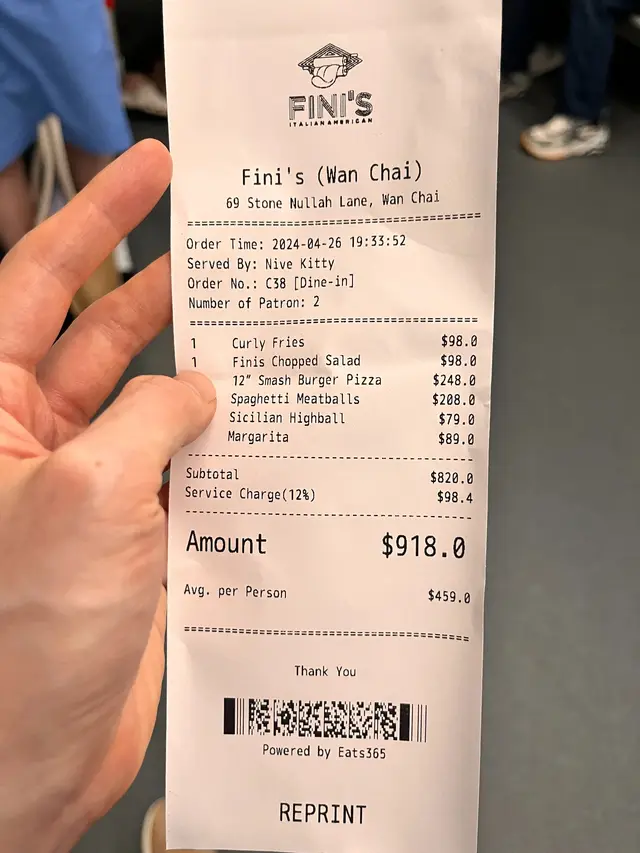 FINI'S
ITALIAN AMERICAN
Fini's (Wan Chai)
69 Stone Nullah Lane, Wan Chai
Order Time: 2024-04-26 19:33:52
Served By: Nive Kitty
Order No.: C38 [Dine-in]
Number of Patron: 2
1 Curly Fries $98.0
1 Finis Chopped Salad $98.0
12" Smash Burger Pizza $248.0
Spaghetti Meatballs $208.0
Sicilian Highball $79.0
Margarita $89.0
Subtotal $820.0
Service Charge(12%) $98.4
Amount $918.0
Avg. per Person $459.0
Thank You
Powered by Eats365
REPRINT